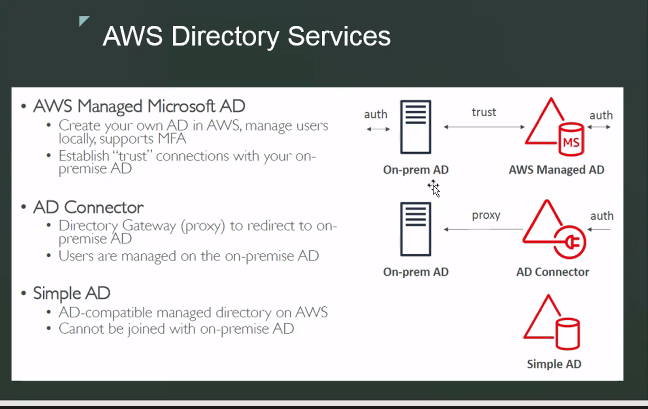 AWS Directory Services
• AWS Managed Microsoft AD
• Create your own AD in AWS, manage users
locally, supports MFA
• Establish “trust” connections with your on-
premise AD
• AD Connector
• Directory Gateway (proxy) to redirect to on-
premise AD
• Users are managed on the on-premise AD
• Simple AD
• AD-compatible managed directory on AWS
• Cannot be joined with on-premise AD
auth
trust
auth
MS
On-prem AD
AWS Managed AD
proxy
auth
On-prem AD
AD Connector
Simple AD